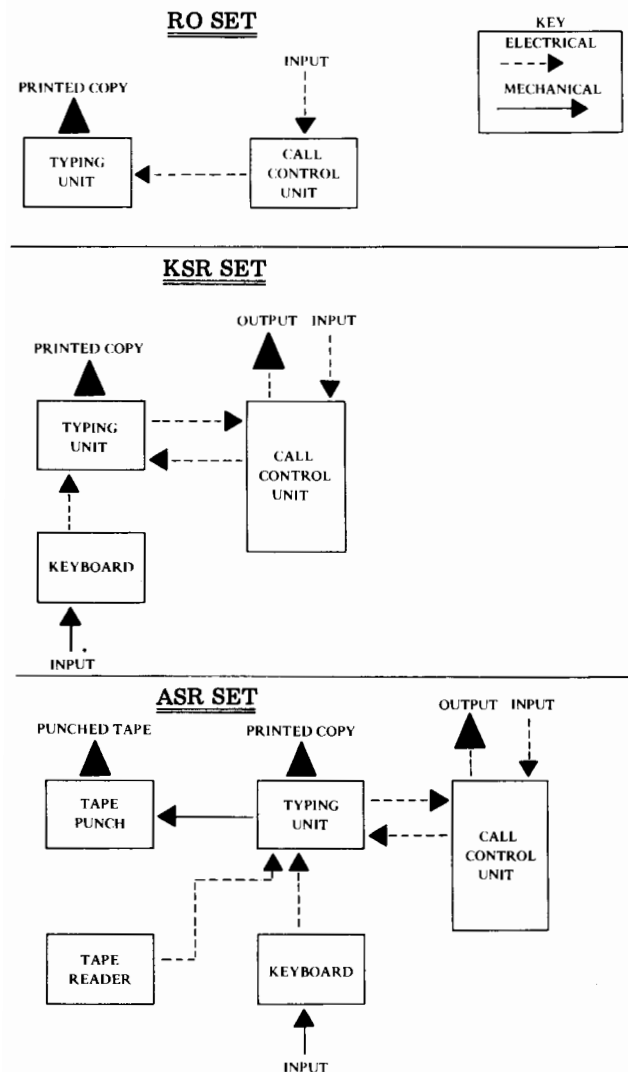 RO SET
KEY
ELECTRICAL
MECHANICAL
INPUT
PRINTED COPY
TYPING
UNIT
CALL
CONTROL
UNIT
KSR SET
OUTPUT
INPUT
PRINTED COPY
TYPING
UNIT
CALL
CONTROL
UNIT
KEYBOARD
INPUT
ASR SET
OUTPUT
INPUT
PUNCHED TAPE
PRINTED COPY
TAPE
PUNCH
TYPING
UNIT
CALL
CONTROL
UNIT
TAPE
READER
KEYBOARD
INPUT